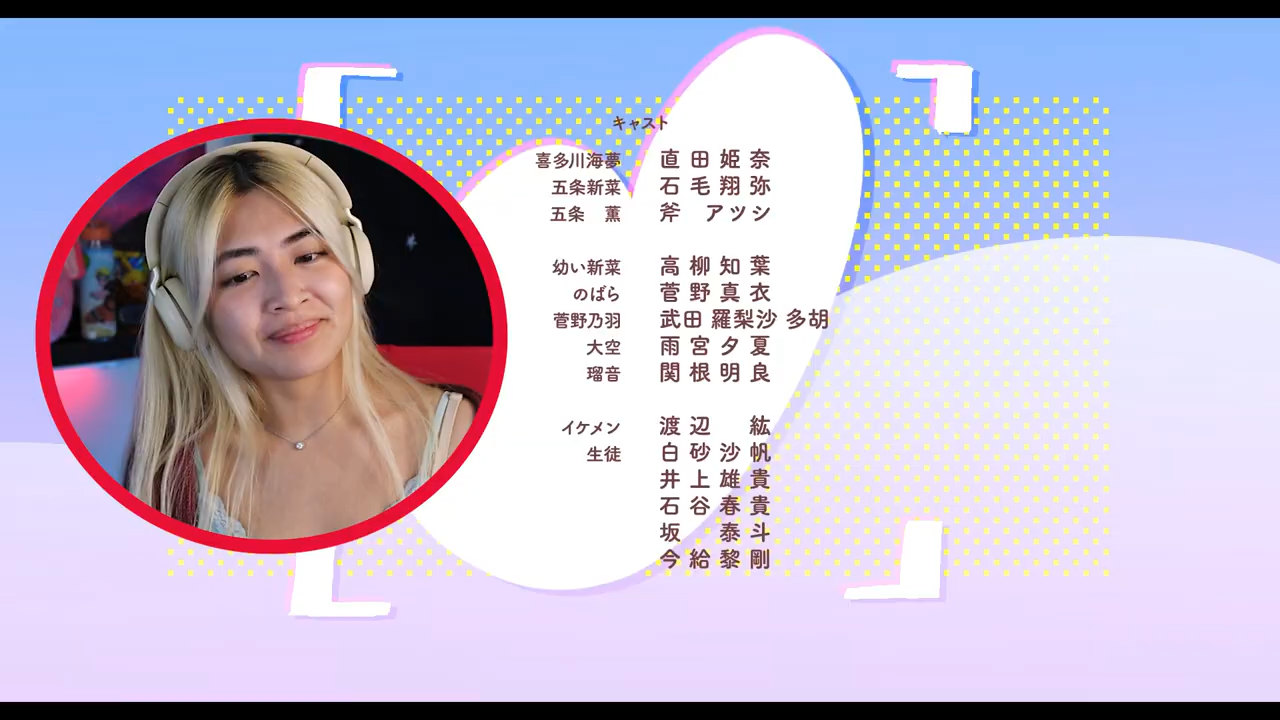 キャスト
喜多川海夢 直田姫奈
五条新菜 石毛翔弥
五条 薫 斧 アツシ
幼い新菜 高柳知葉
のばら 菅野真衣
菅野乃羽 武田 羅梨沙 多胡
大空 雨宮夕夏
瑠音 関根明良
イケメン 渡辺 紘
生徒 白砂沙帆
井上雄貴
石谷春貴
坂 泰斗
今給黎 剛